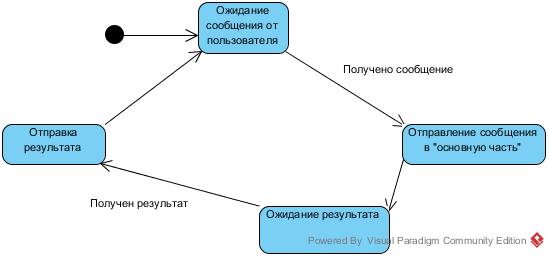 Ожидание
сообщения от
пользователя
Получено сообщение
Отправка
результата
Отправление сообщения
в "основную часть"
Получен результат
Ожидание результата
Powered By Visual Paradigm Community Edition